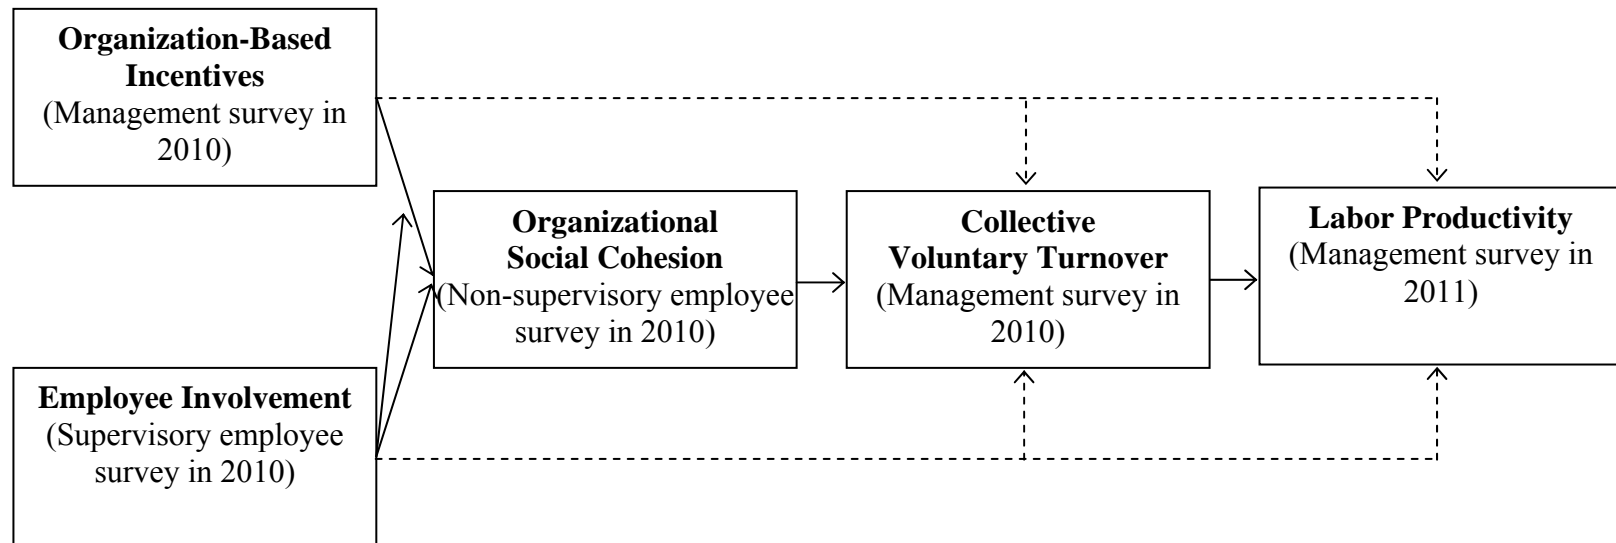 Organization-Based
Incentives
(Management survey in
2010)
Organizational
Social Cohesion
(Non-supervisory employee
survey in 2010)
Collective
Voluntary Turnover
(Management survey in
2010)
Labor Productivity
(Management survey in
2011)
Employee Involvement
(Supervisory employee
survey in 2010)